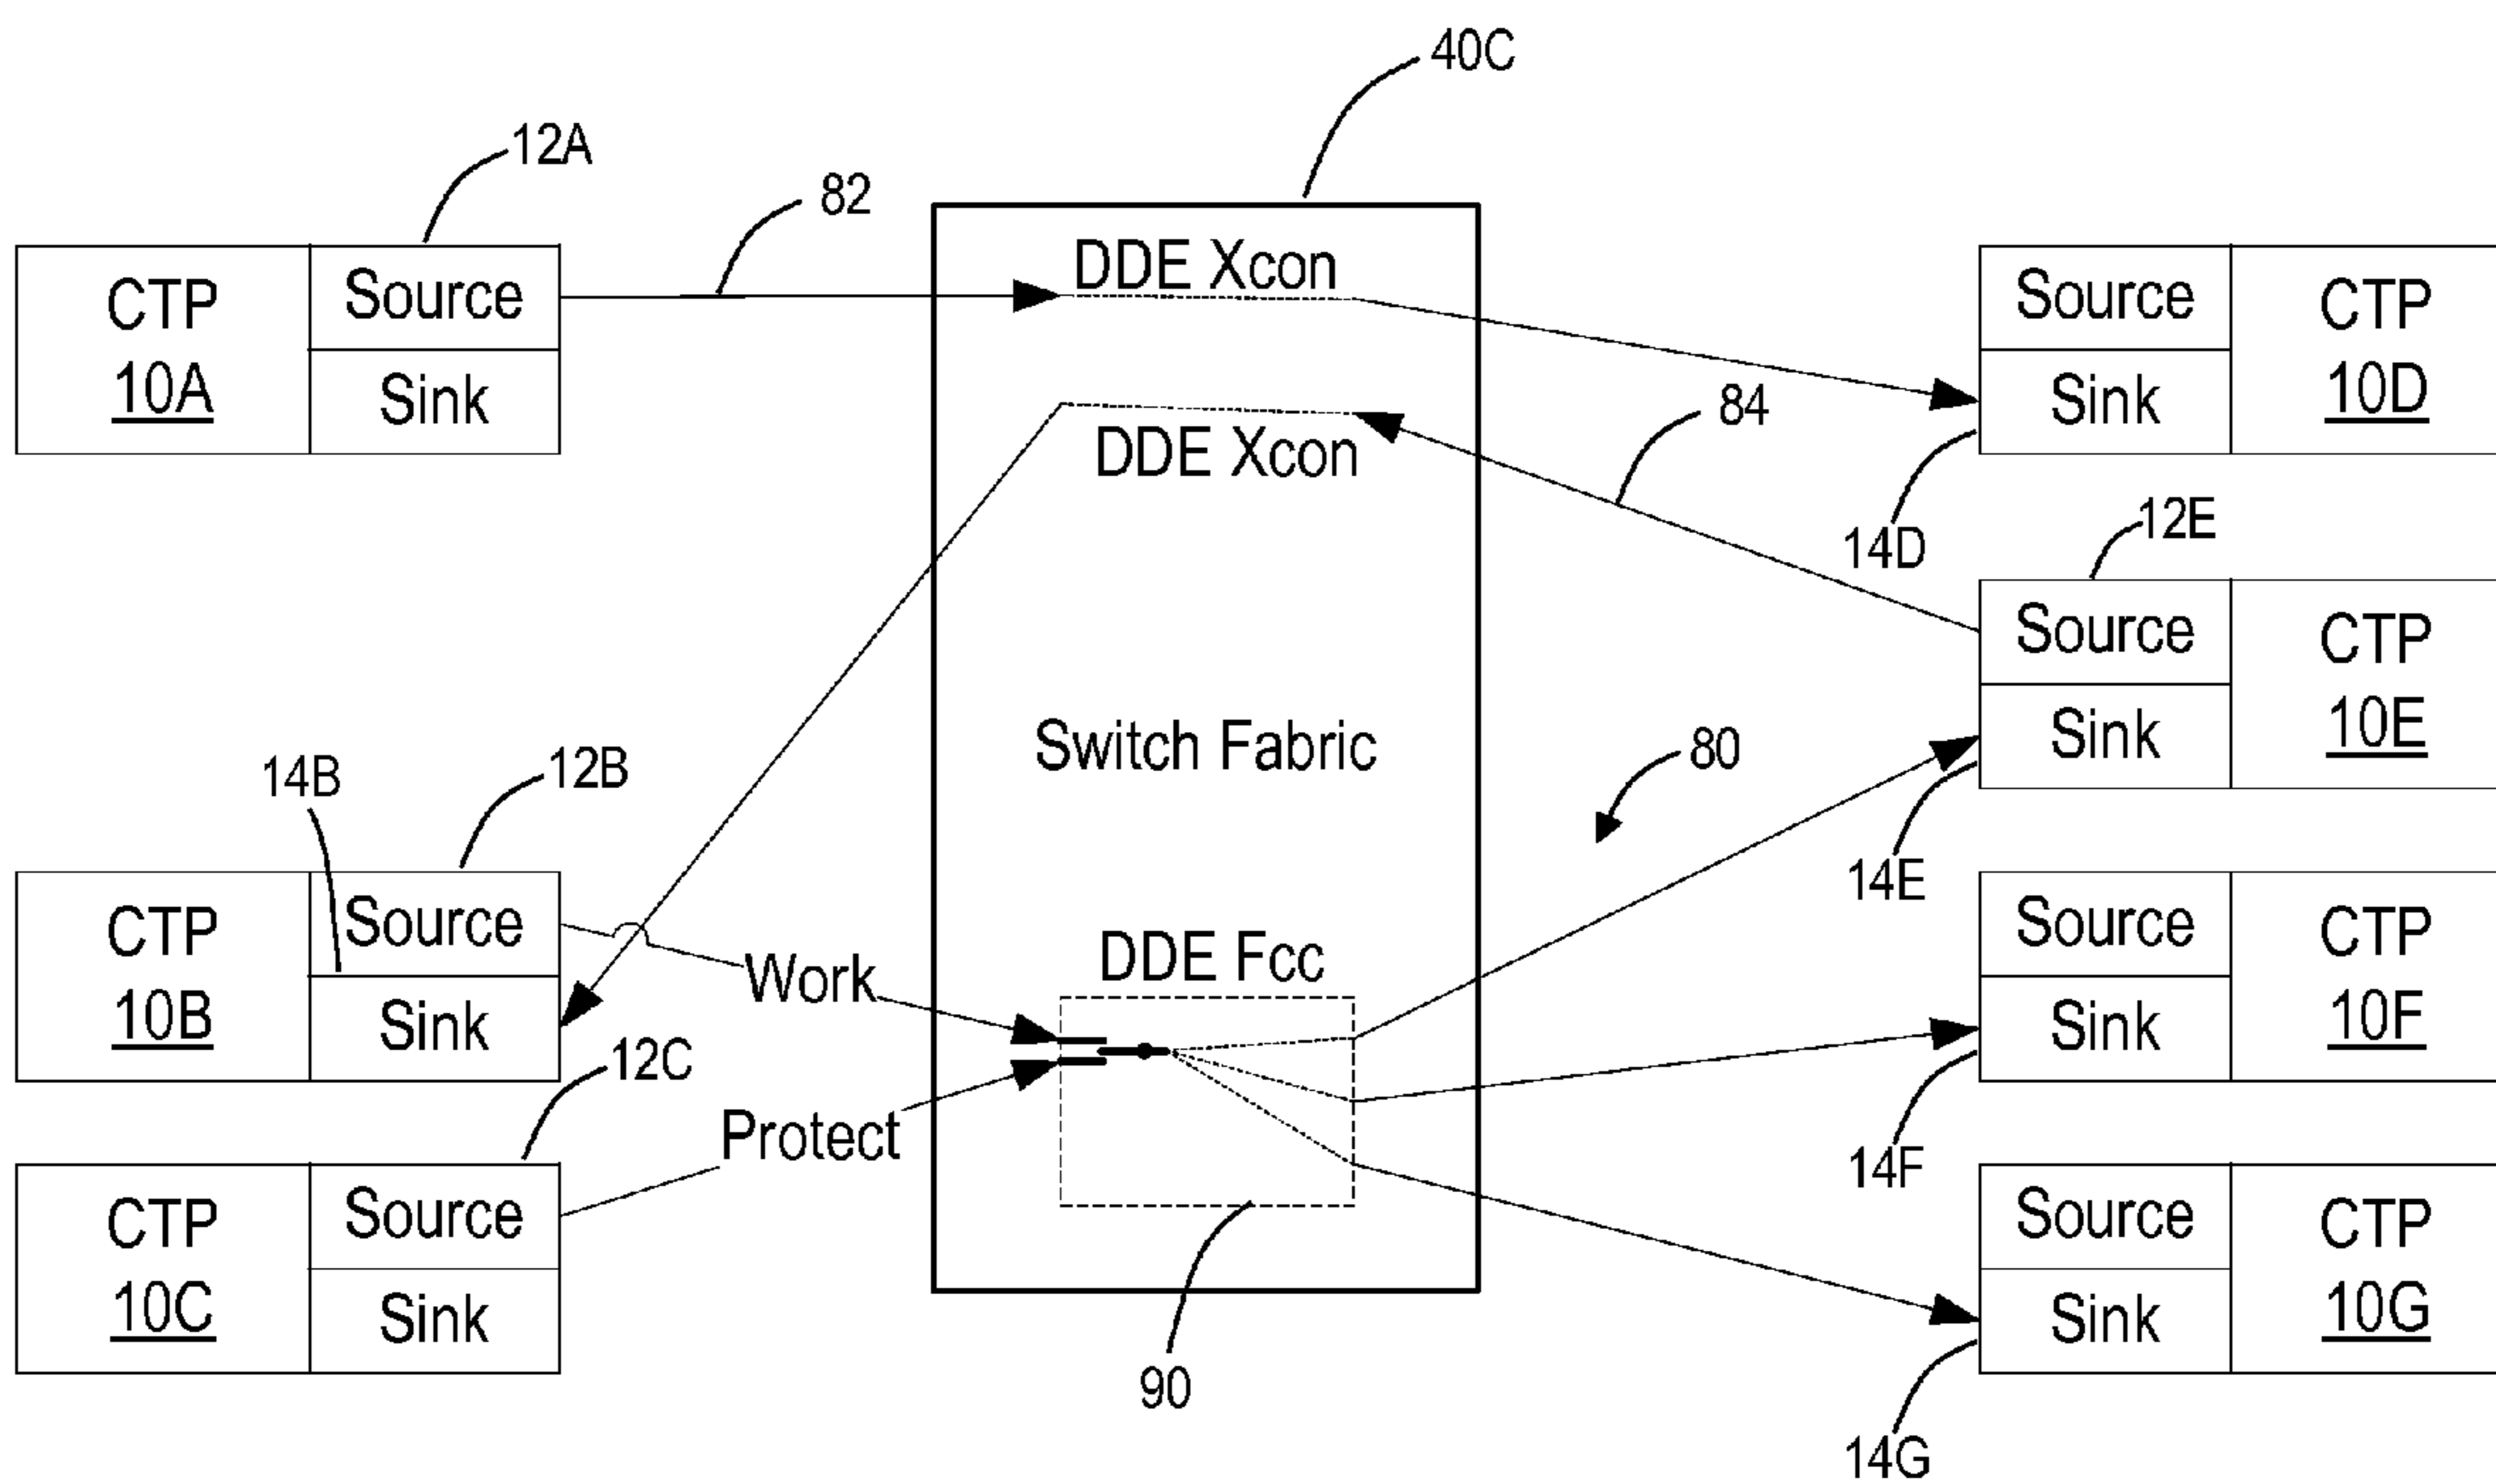 40C
12A
82
CTP
10A
Source
Sink
DDE Xcon
DDE Xcon
Source
Sink
CTP
10D
84
14D
12E
Source
Sink
CTP
10E
Switch Fabric
80
14B
12B
14E
CTP
10B
Source
Sink
Work
DDE Fcc
Source
Sink
CTP
10F
12C
Protect
14F
CTP
10C
Source
Sink
Source
Sink
CTP
10G
90
14G